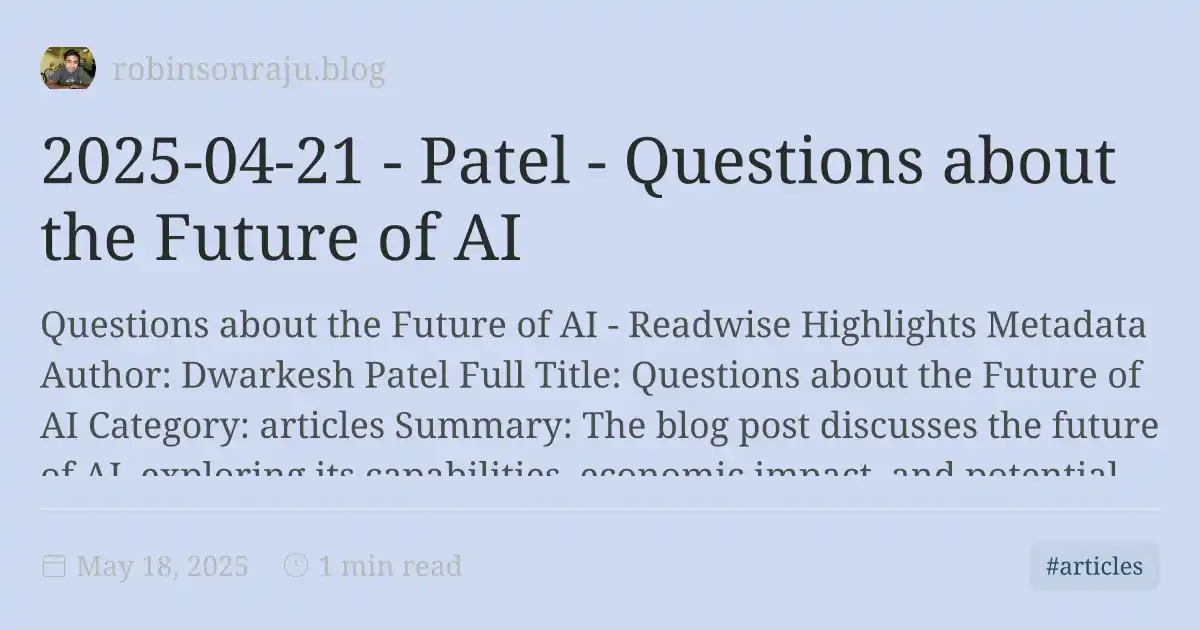 robinsonraju.blog
2025-04-21 - Patel - Questions about
the Future of AI
Questions about the Future of AI - Readwise Highlights Metadata
Author: Dwarkesh Patel Full Title: Questions about the Future of
AI Category: articles Summary: The blog post discusses the future
of AI, exploring its capabilities, economic impact, and potential
May 18, 2025
1 min read
#articles